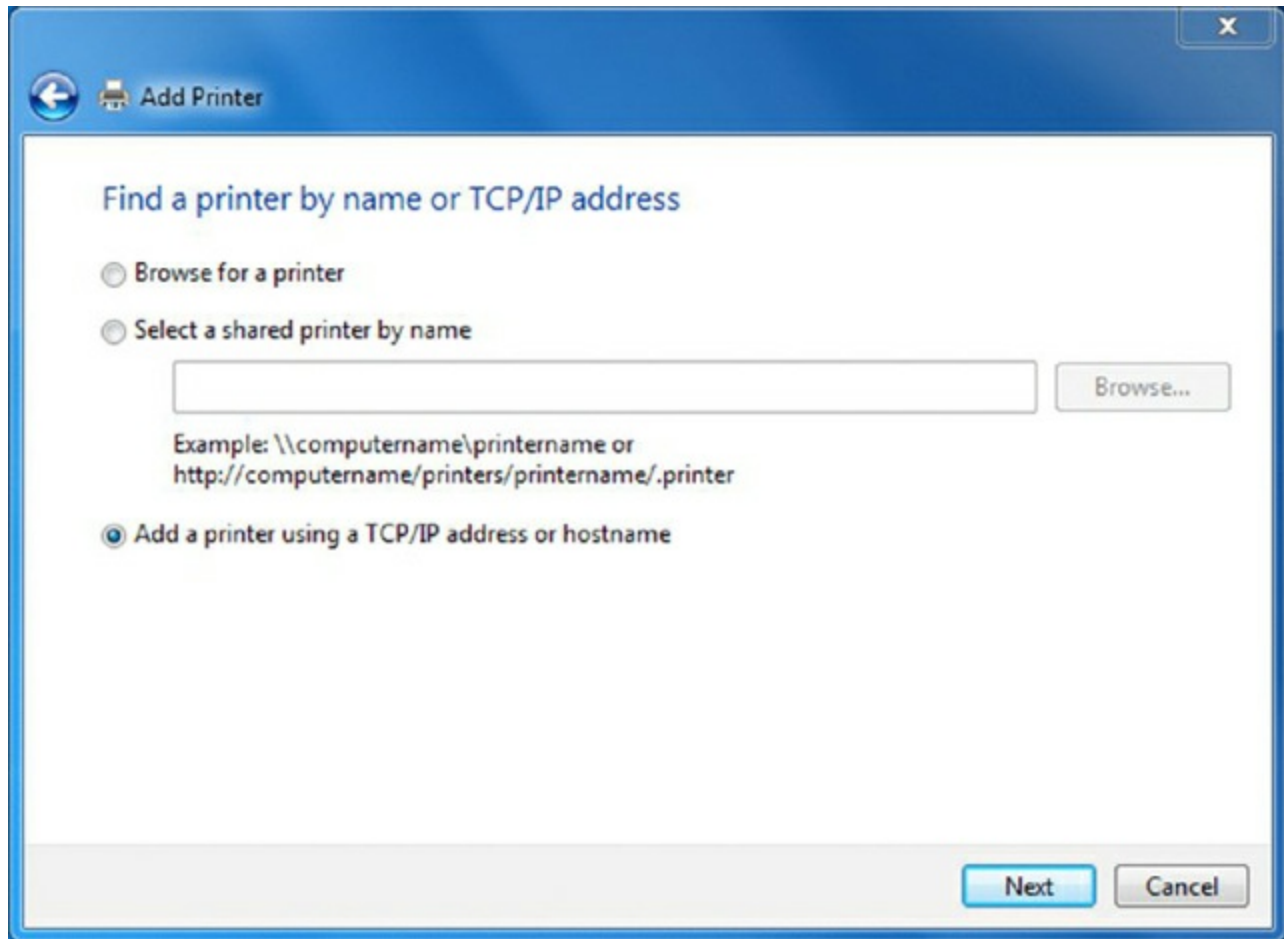 Add Printer
Find a printer by name or TCP/IP address
Browse for a printer
Select a shared printer by name
Browse...
Example: \\computername\printername or
http://computername/printers/printername/.printer
Add a printer using a TCP/IP address or hostname
Next
Cancel